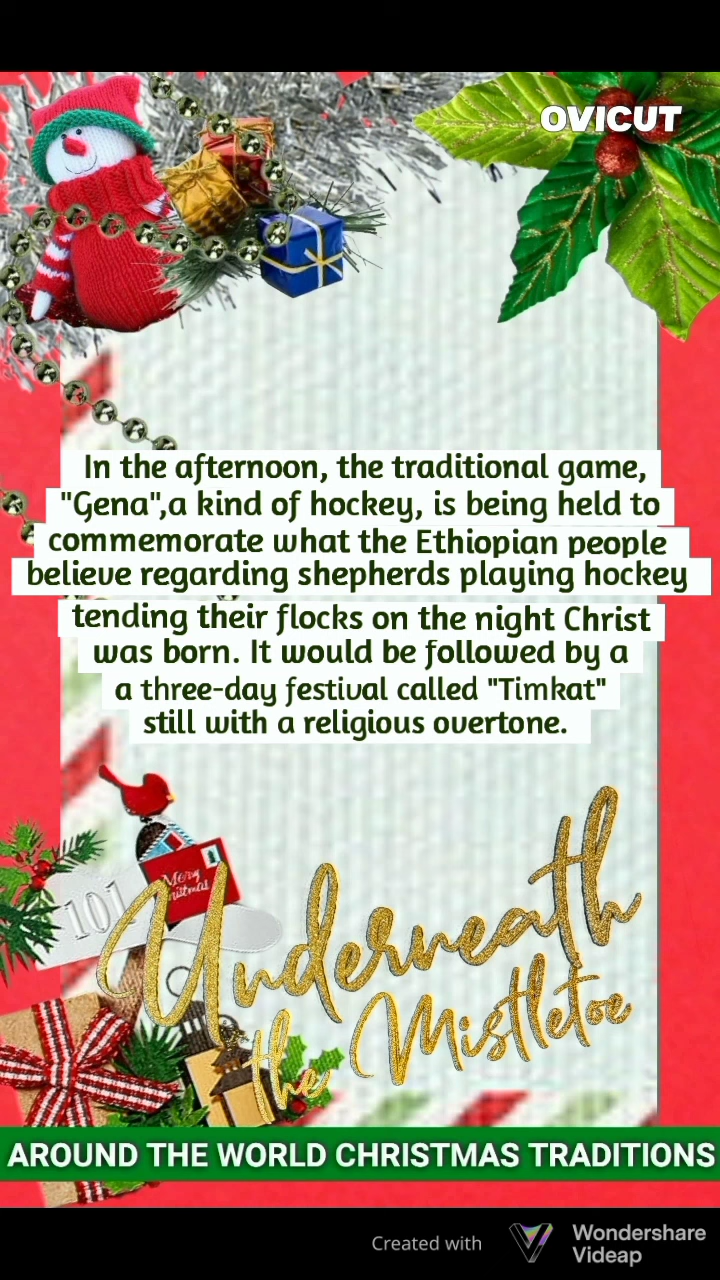 OVICUT
In the afternoon, the traditional game,
"Gena",a kind of hockey, is being held to
commemorate what the Ethiopian people
believe regarding shepherds playing hockey
tending their flocks on the night Christ
was born. It would be followed by a
a three-day festival called "Timkat"
still with a religious overtone.
Merry
Christmas
101
Underneath
the Mistletoe
AROUND THE WORLD CHRISTMAS TRADITIONS
Created with
Wondershare
Videap